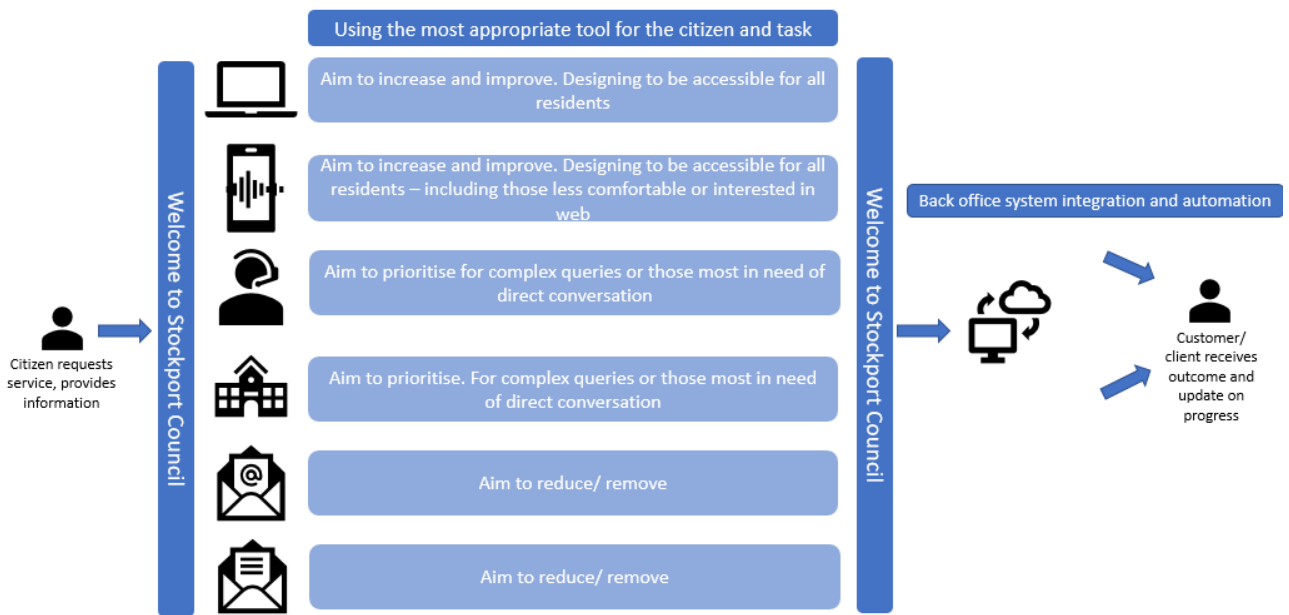 Using the most appropriate tool for the citizen and task
Citizen requests
service, provides
information
Welcome to Stockport Council
Aim to increase and improve. Designing to be accessible for all
residents
Aim to increase and improve. Designing to be accessible for all
residents – including those less comfortable or interested in
web
Aim to prioritise for complex queries or those most in need of
direct conversation
Aim to prioritise. For complex queries or those most in need
of direct conversation
@
Aim to reduce/ remove
Aim to reduce/ remove
Welcome to Stockport Council
Back office system integration and automation
Customer/
client receives
outcome and
update on
progress